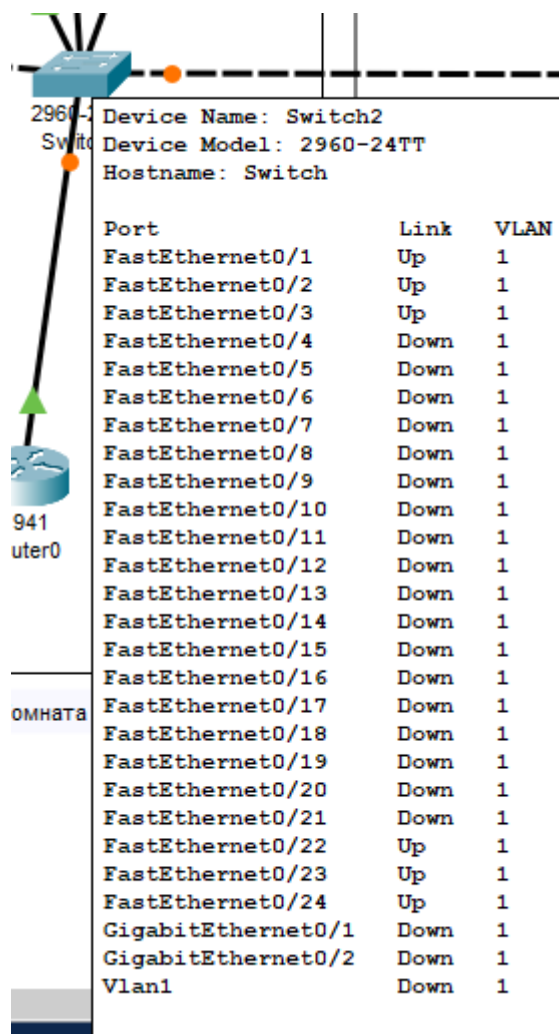 2960-2
Switc
Device Name: Switch2
Device Model: 2960-24TT
Hostname: Switch
Port Link VLAN
FastEthernet0/1 Up 1
FastEthernet0/2 Up 1
FastEthernet0/3 Up 1
FastEthernet0/4 Down 1
FastEthernet0/5 Down 1
FastEthernet0/6 Down 1
FastEthernet0/7 Down 1
FastEthernet0/8 Down 1
FastEthernet0/9 Down 1
FastEthernet0/10 Down 1
FastEthernet0/11 Down 1
FastEthernet0/12 Down 1
FastEthernet0/13 Down 1
FastEthernet0/14 Down 1
FastEthernet0/15 Down 1
FastEthernet0/16 Down 1
FastEthernet0/17 Down 1
FastEthernet0/18 Down 1
FastEthernet0/19 Down 1
FastEthernet0/20 Down 1
FastEthernet0/21 Down 1
FastEthernet0/22 Up 1
FastEthernet0/23 Up 1
FastEthernet0/24 Up 1
GigabitEthernet0/1 Down 1
GigabitEthernet0/2 Down 1
Vlan1 Down 1
941
uter0
омната